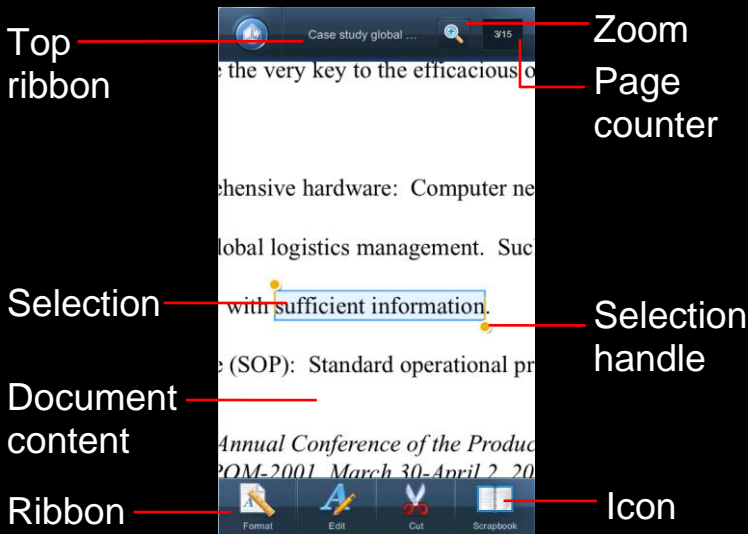 Top
ribbon
Case study global ...
3/15
Zoom
Page
counter
the very key to the efficacious o
ehensive hardware: Computer ne
lobal logistics management. Suc
Selection
with sufficient information.
Selection
handle
e (SOP): Standard operational pr
Document
content
Annual Conference of the Produc
POM-2001, March 30-April 2, 20
Ribbon
Format
Edit
Cut
Scrapbook
Icon